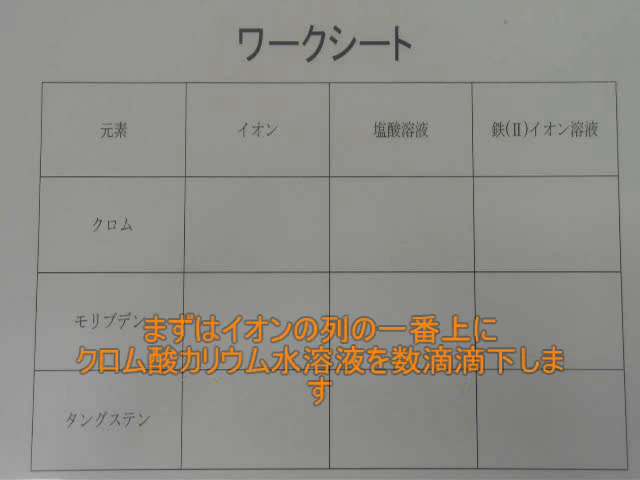 ワークシート
元素 イオン 塩酸溶液 鉄(Ⅱ)イオン溶液
クロム
モリブデン
まずはイオンの列の一番上に
クロム酸カリウム水溶液を数滴滴下しま
す
タングステン